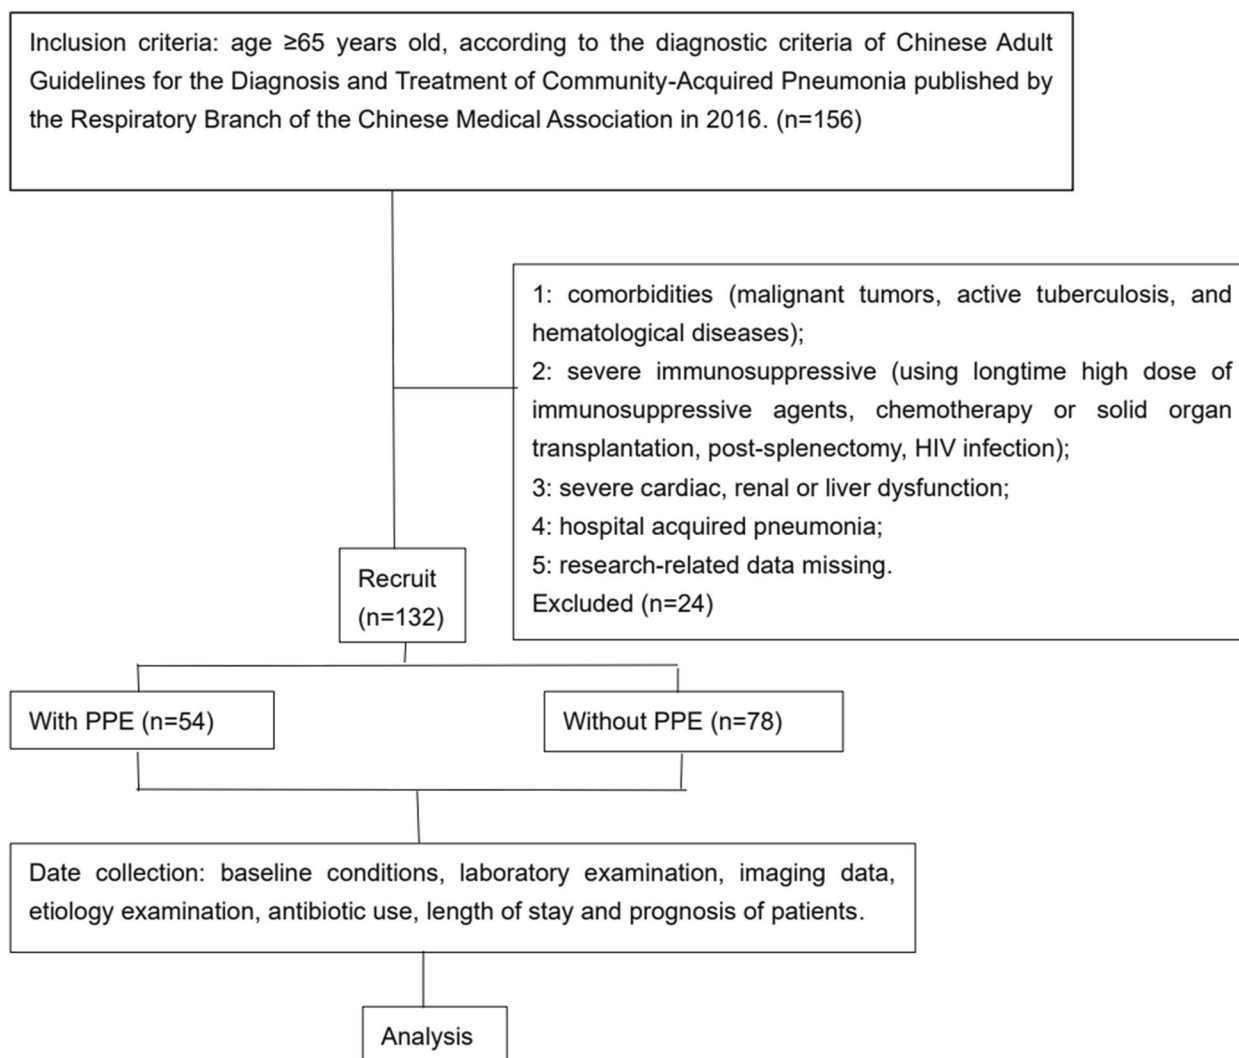 Inclusion criteria: age ≥65 years old, according to the diagnostic criteria of Chinese Adult
Guidelines for the Diagnosis and Treatment of Community-Acquired Pneumonia published by
the Respiratory Branch of the Chinese Medical Association in 2016. (n=156)
1: comorbidities (malignant tumors, active tuberculosis, and
hematological diseases);
2: severe immunosuppressive (using longtime high dose of
immunosuppressive agents, chemotherapy or solid organ
transplantation, post-splenectomy, HIV infection);
3: severe cardiac, renal or liver dysfunction;
4: hospital acquired pneumonia;
5: research-related data missing.
Excluded (n=24)
Recruit
(n=132)
With PPE (n=54)
Without PPE (n=78)
Date collection: baseline conditions, laboratory examination, imaging data,
etiology examination, antibiotic use, length of stay and prognosis of patients.
Analysis